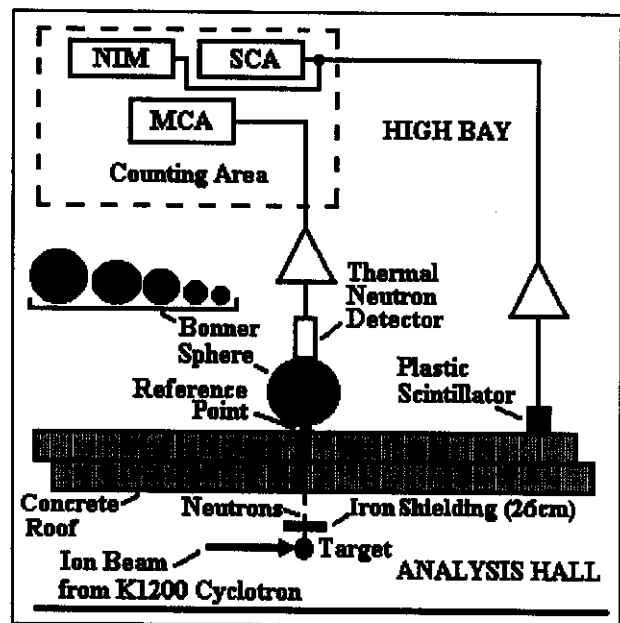 NIM
SCA
MCA
HIGH BAY
Counting Area
Thermal
Neutron
Detector
Bonner
Sphere
Reference
Point
Plastic
Scintillator
Concrete
Roof
Neutrons
Iron Shielding (26cm)
Ion Beam
from K1200 Cyclotron
Target
ANALYSIS HALL